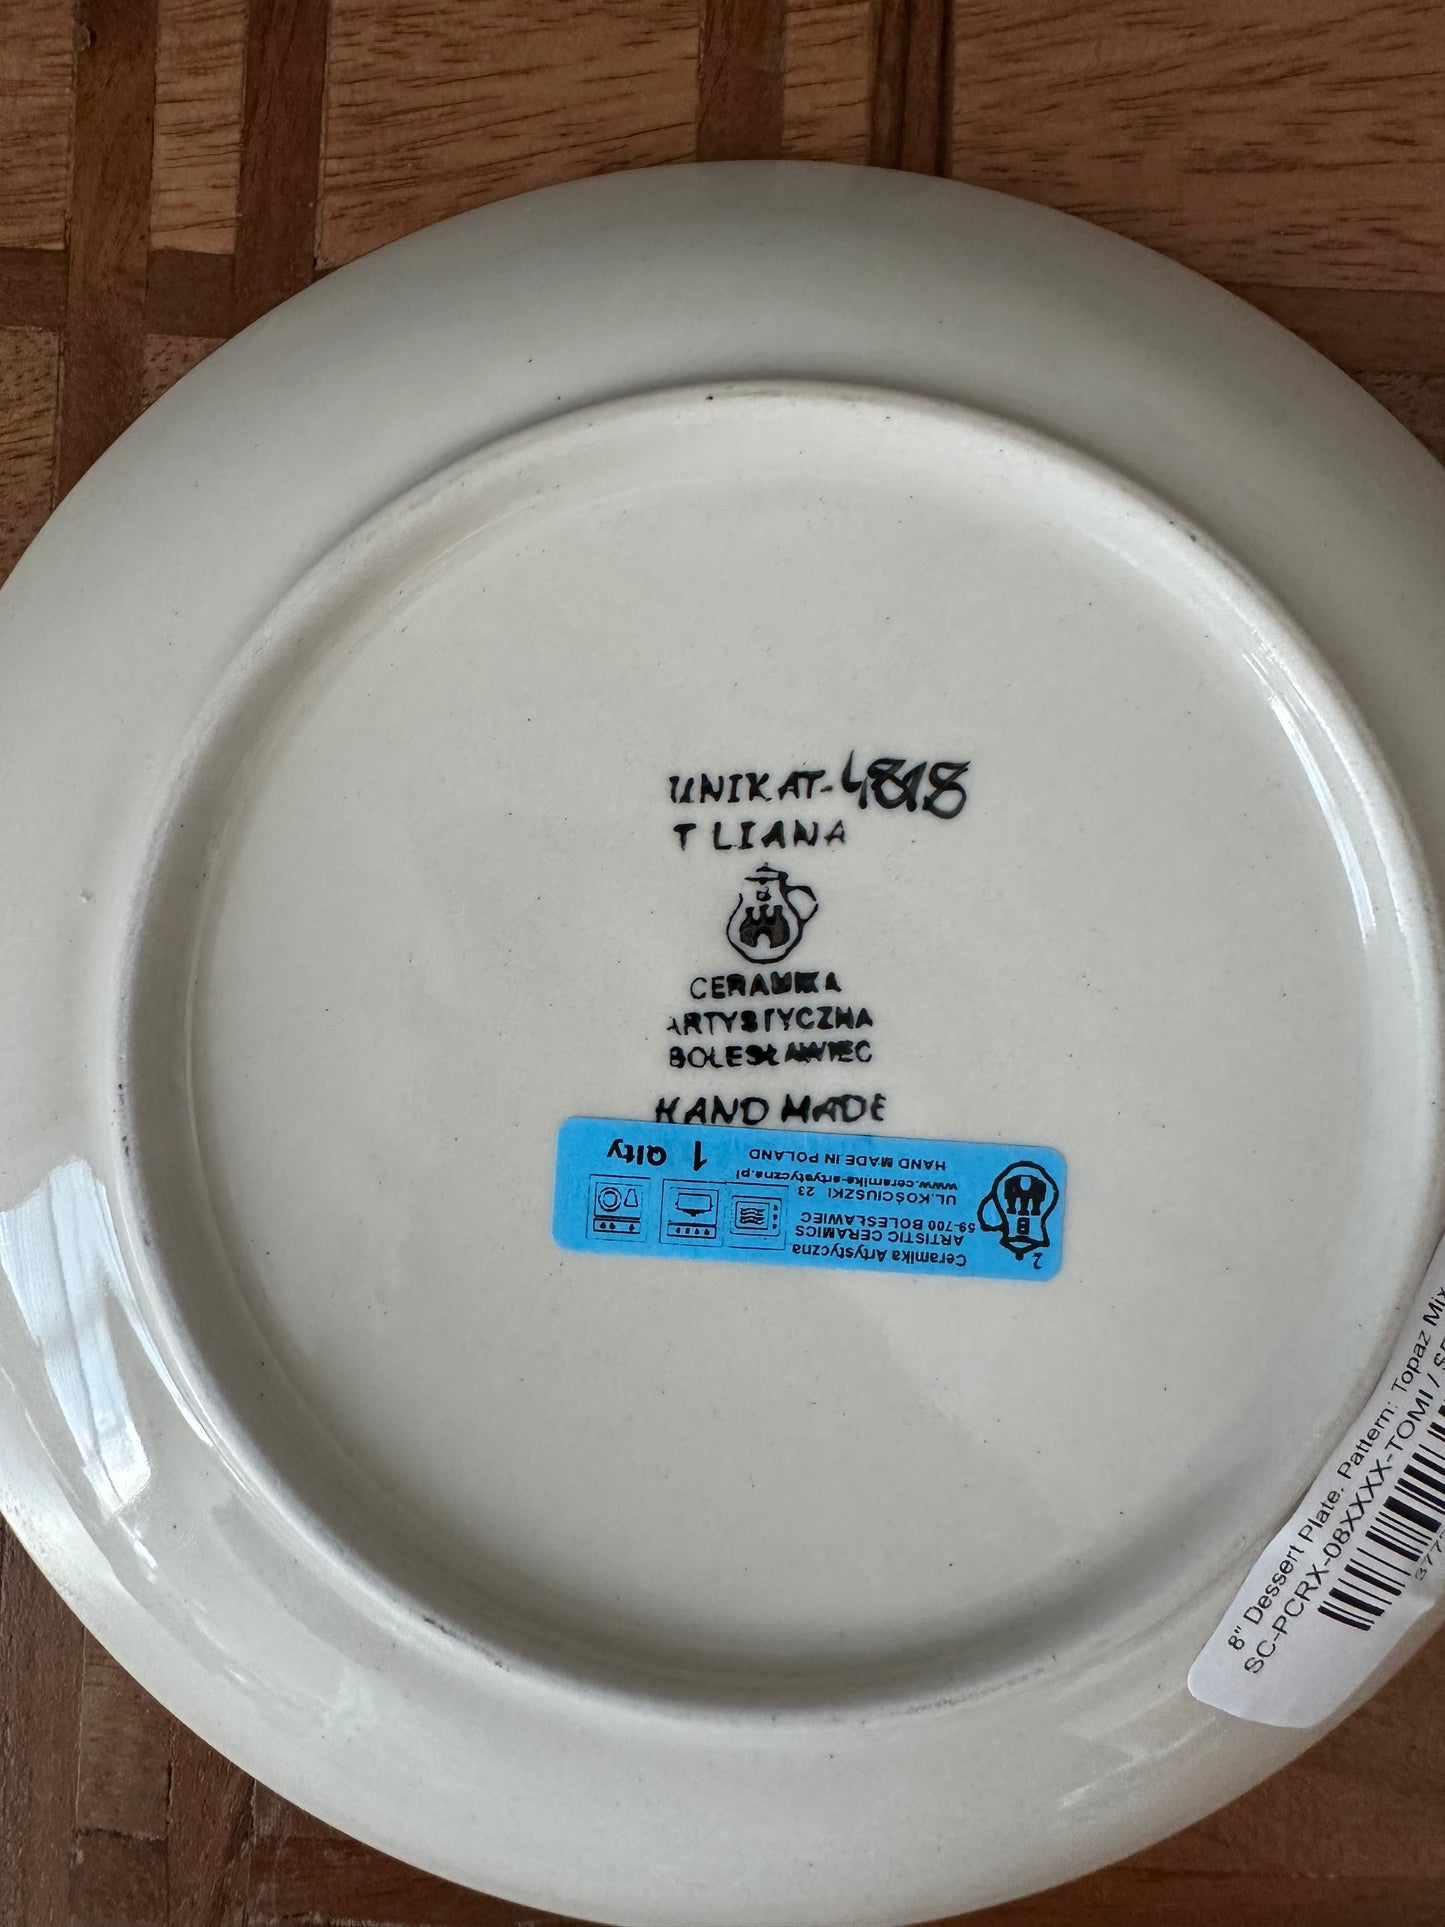 UNIKAT-4818
T LIANA
CERAMIKA
ARTYSTYCZNA
BOLESŁAWIEC
HAND MADE
Ceramika Artystyczna
ARTISTIC CERAMICS
59-700 BOLESŁAWIEC
UL.KOŚCIUSZKI 23
www.ceramika-artystyczna.pl
HAND MADE IN POLAND
1 Qlty
8" Dessert Plate. Pattern: Topaz Mix
SC-PCRX-08XXXX-TOMI /